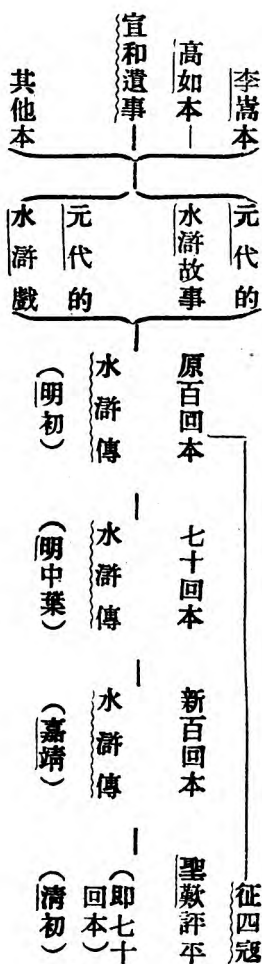 李嵩本
高如本
宣和遺事
其他本
元代的
水滸故事
元代的
水滸戲
原百回本
水滸傳
(明初)
七十回本
水滸傳
(明中葉)
新百回本
水滸傳
(嘉靖)
征四寇
聖歎評平
(即七十
回本)
(清初)